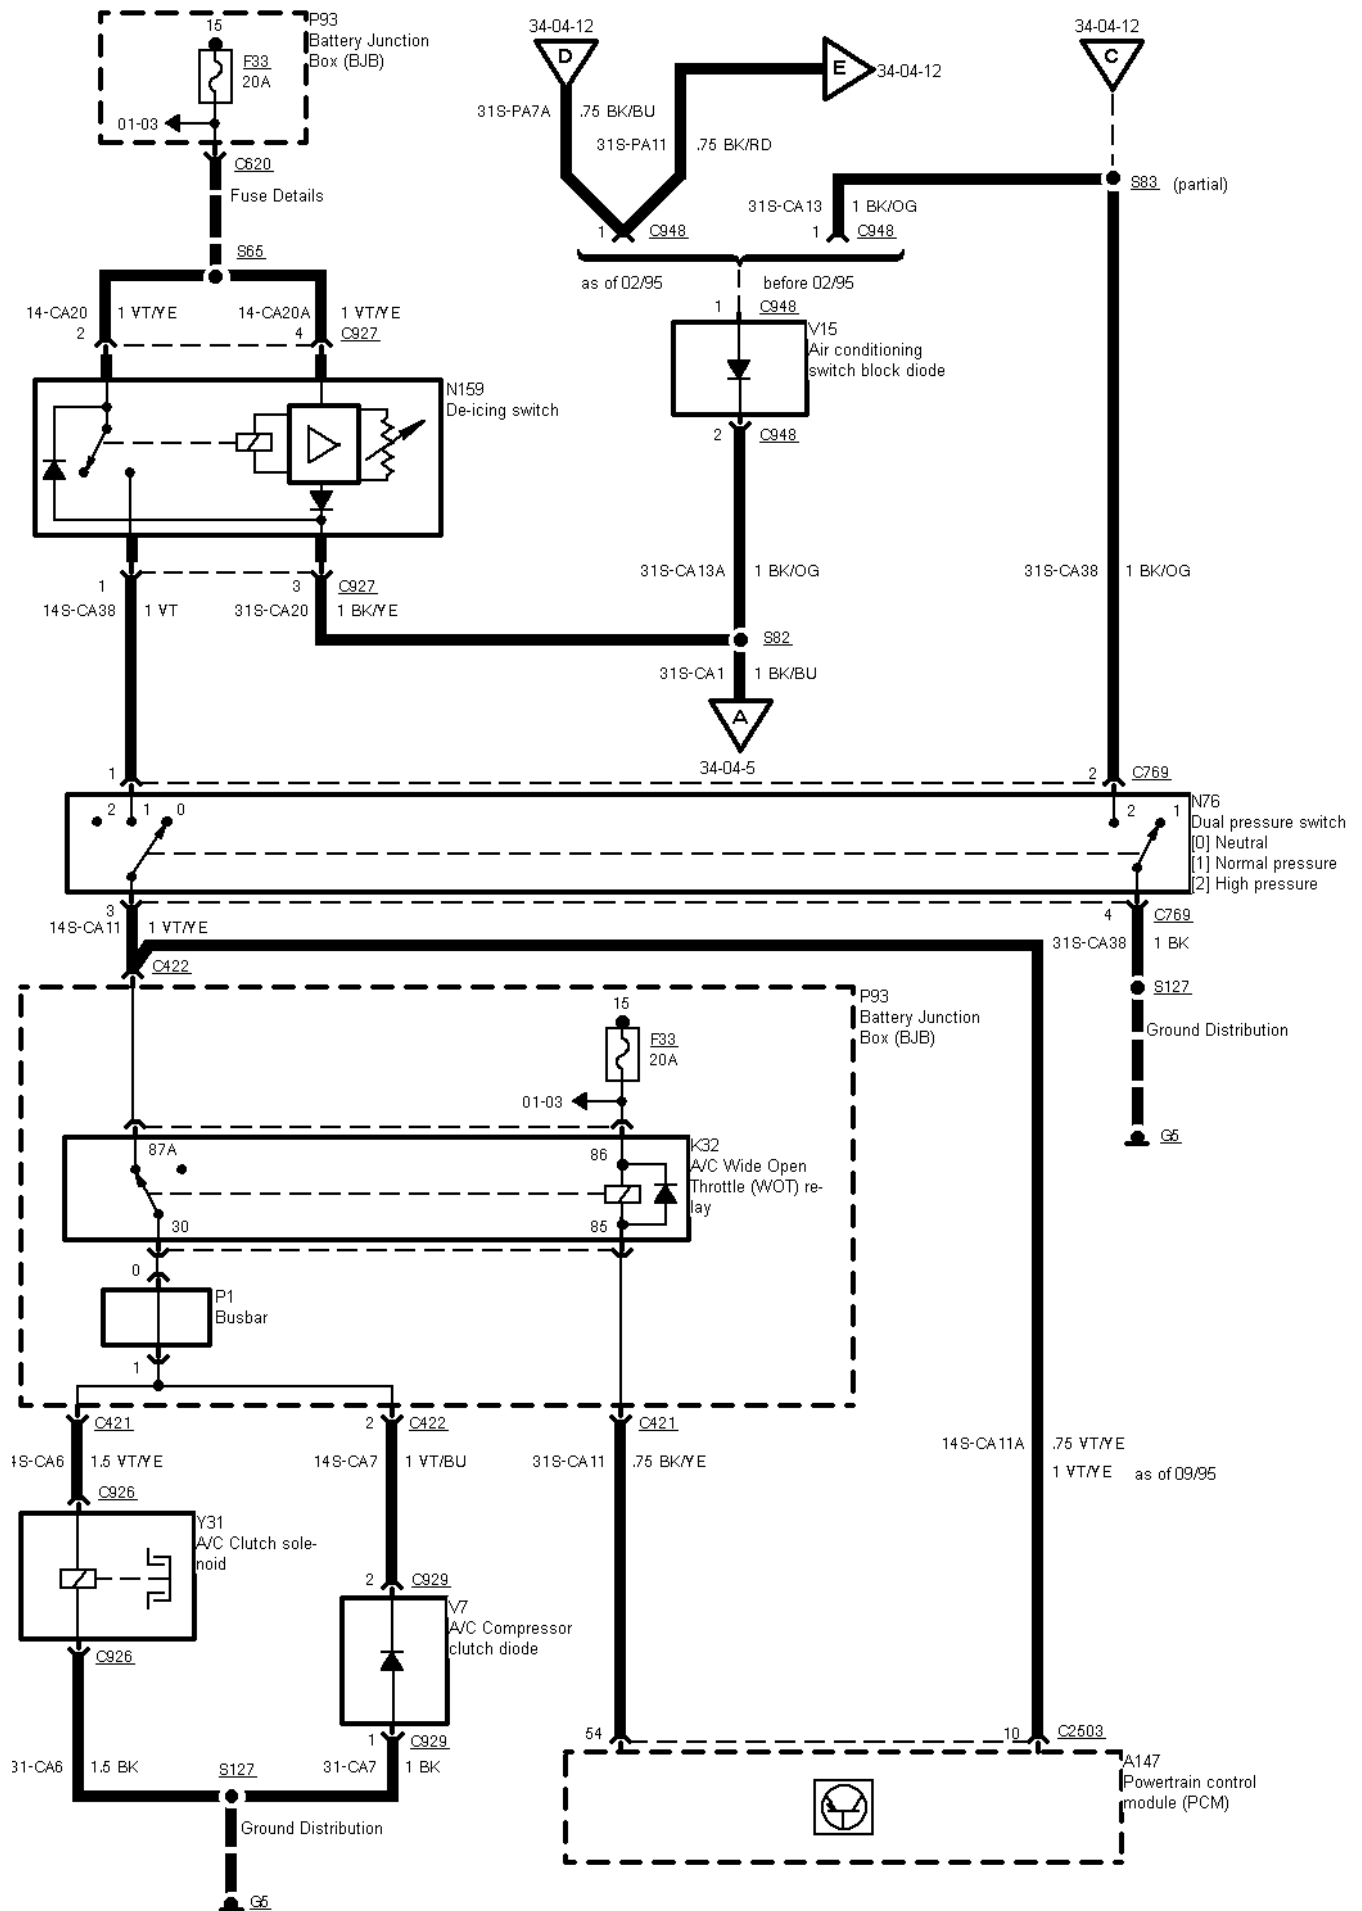 15
P93
Battery Junction
Box (BJB)
F33
20A
01-03
C620
Fuse Details
S65
34-04-12
D
E
34-04-12
34-04-12
C
31S-PA7A .75 BK/BU
31S-PA11 .75 BK/RD
S83 (partial)
31S-CA13 1 BK/OG
1 C948
1 C948
as of 02/95
before 02/95
14-CA20 1 VT/YE
14-CA20A 1 VT/YE
2
4 C927
1 C948
V15
Air conditioning
switch block diode
N159
De-icing switch
2 C948
31S-CA13A 1 BK/OG
31S-CA38 1 BK/OG
1
3 C927
14S-CA38 1 VT
31S-CA20 1 BK/YE
S82
31S-CA1 1 BK/BU
A
34-04-5
1
2 C769
2 1 0
2 1
N76
Dual pressure switch
[0] Neutral
[1] Normal pressure
[2] High pressure
3
14S-CA11 1 VT/YE
4 C769
31S-CA38 1 BK
C422
S127
Ground Distribution
G5
P93
Battery Junction
Box (BJB)
15
F33
20A
01-03
87A
86
K32
A/C Wide Open
Throttle (WOT) re-
lay
30
85
0
P1
Busbar
1
C421
2 C422
C421
4S-CA6 1.5 VT/YE
14S-CA7 1 VT/BU
31S-CA11 .75 BK/YE
14S-CA11A .75 VT/YE
1 VT/YE as of 09/95
C926
Y31
A/C Clutch sole-
noid
2 C929
V7
A/C Compressor
clutch diode
C926
1 C929
31-CA6 1.5 BK
S127
31-CA7 1 BK
Ground Distribution
G5
54
10 C2503
A147
Powertrain control
module (PCM)